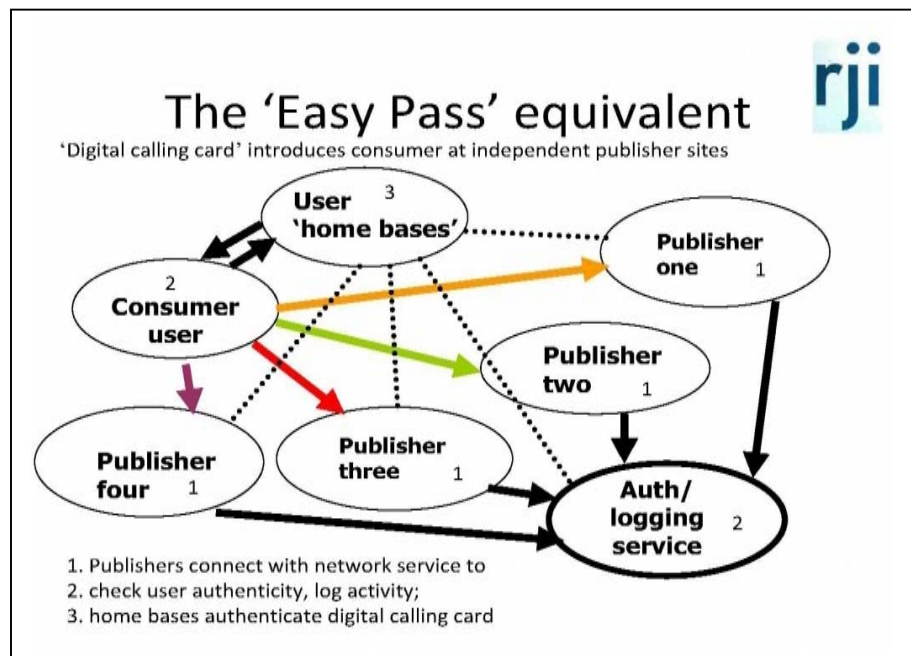 rji
The ‘Easy Pass’ equivalent
‘Digital calling card’ introduces consumer at independent publisher sites
User 3
‘home bases’
Publisher
one 1
2
Consumer
user
Publisher
two 1
Publisher
four 1
Publisher
three 1
Auth/
logging 2
service
1. Publishers connect with network service to
2. check user authenticity, log activity;
3. home bases authenticate digital calling card